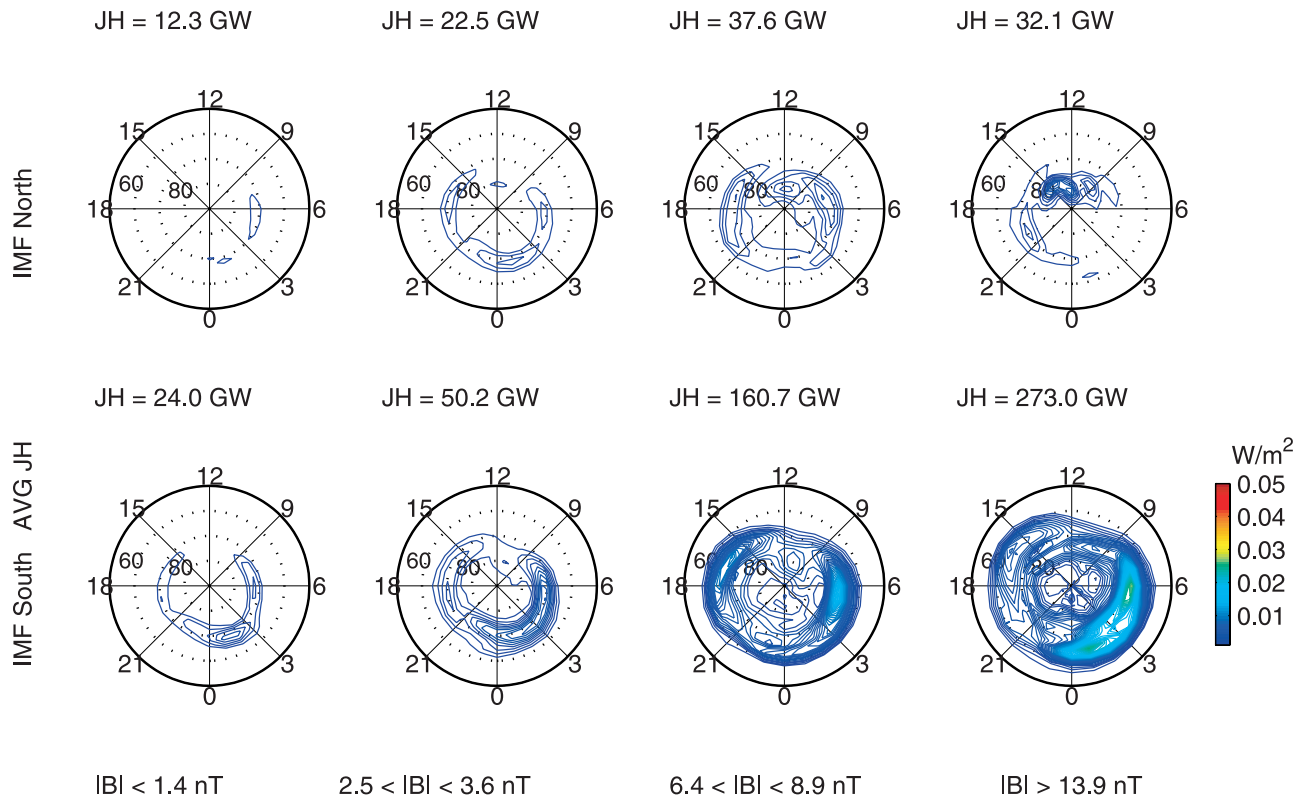 JH = 12.3 GW JH = 22.5 GW JH = 37.6 GW JH = 32.1 GW
IMF North
12 9 6 3 0 21 18 15 60 80
12 9 6 3 0 21 18 15 60 80
12 9 6 3 0 21 18 15 60 80
12 9 6 3 0 21 18 15 60 80
JH = 24.0 GW JH = 50.2 GW JH = 160.7 GW JH = 273.0 GW
IMF South AVG JH
12 9 6 3 0 21 18 15 60 80
12 9 6 3 0 21 18 15 60 80
12 9 6 3 0 21 18 15 60 80
12 9 6 3 0 21 18 15 60 80
W/m²
0.05
0.04
0.03
0.02
0.01
|B| < 1.4 nT 2.5 < |B| < 3.6 nT 6.4 < |B| < 8.9 nT |B| > 13.9 nT